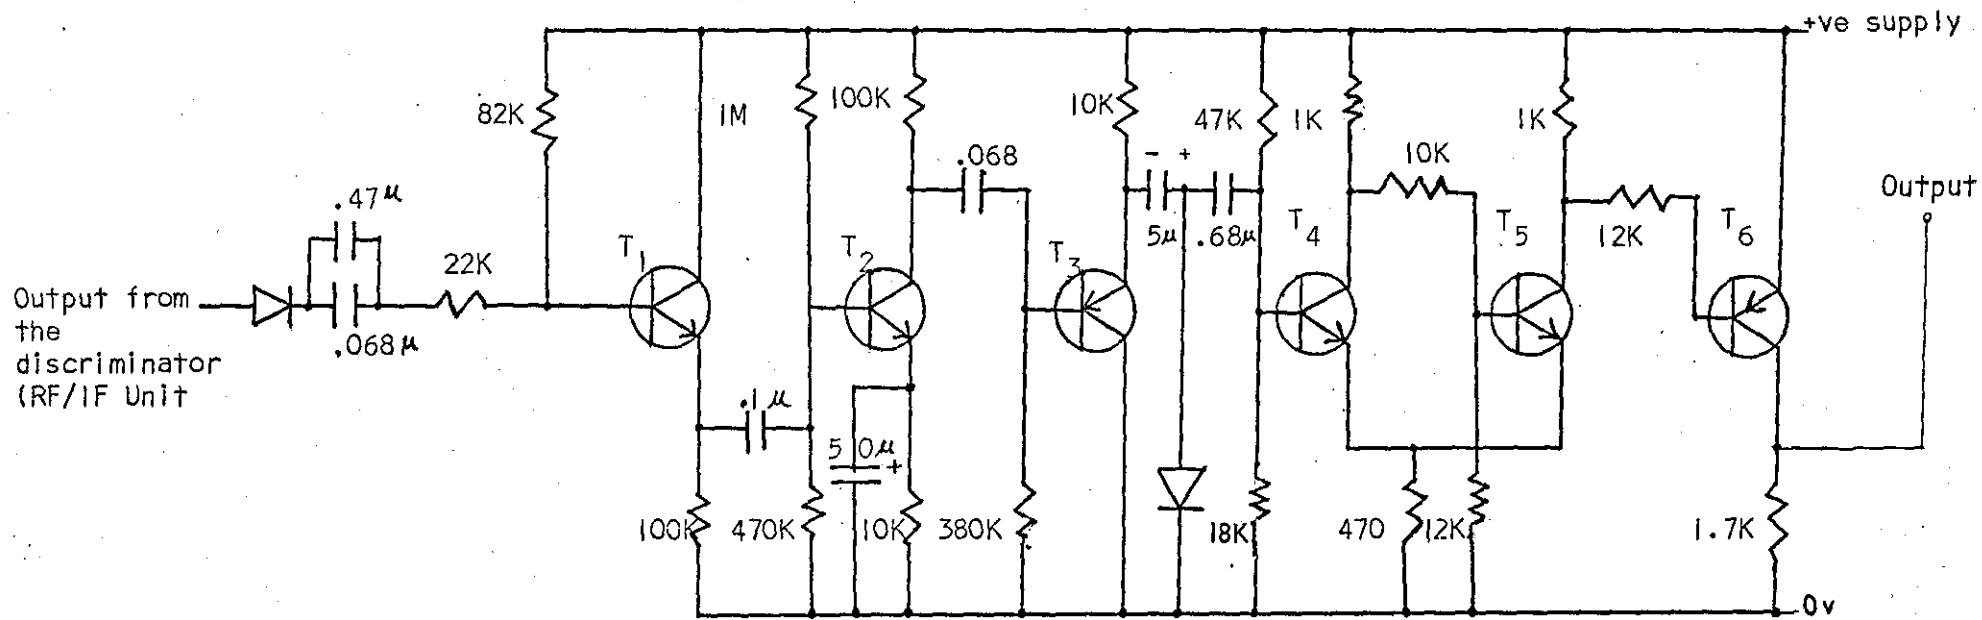 +ve supply
82K
1M
100K
10K
47K
1K
1K
.068
- +
10K
Output
.47μ
T1
T2
T3
5μ
.68μ
T4
T5
12K
T6
22K
Output from
the
discriminator
(RF/IF Unit
.068μ
.1μ
50μ
+
100K
470K
10K
380K
18K
470
12K
1.7K
0v